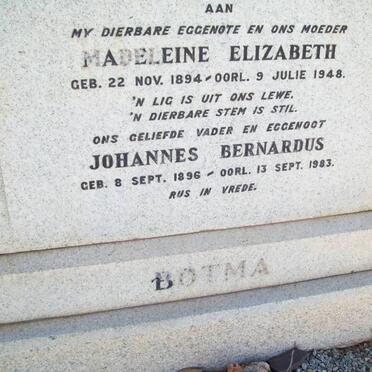 AAN
MY DIERBARE EGGENOTE EN ONS MOEDER
MADELEINE ELIZABETH
GEB. 22 NOV. 1894 - OORL. 9 JULIE 1948.
'N LIG IS UIT ONS LEWE.
'N DIERBARE STEM IS STIL.
ONS GELIEFDE VADER EN EGGENOOT
JOHANNES BERNARDUS
GEB. 8 SEPT. 1896 - OORL. 13 SEPT. 1983.
RUS IN VREDE.
BOTMA